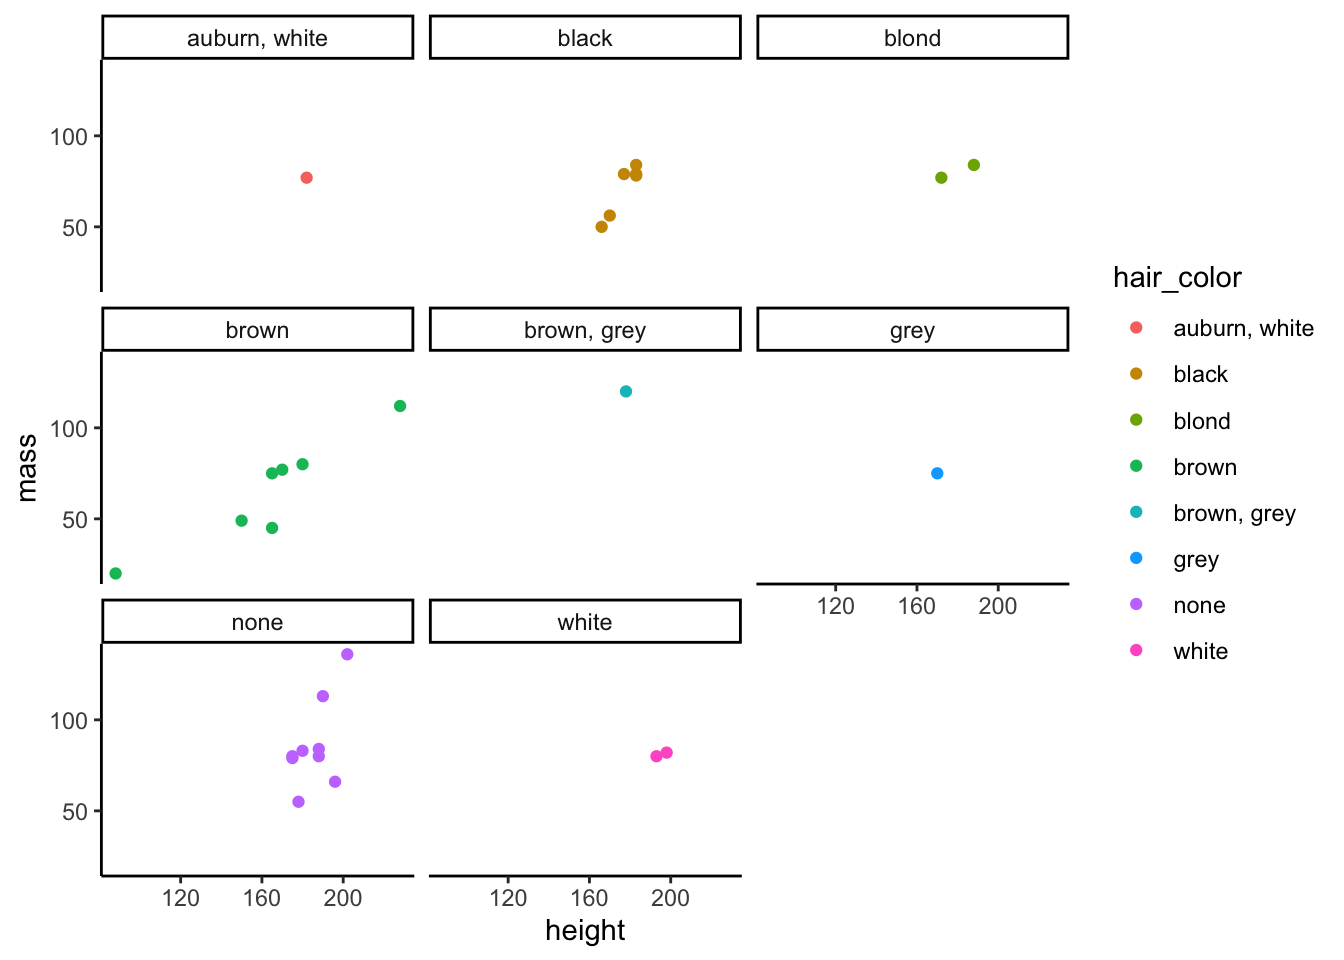 auburn, white
black
blond
100
50
brown
brown, grey
grey
mass
100
50
120 160 200
none
white
100
50
120 160 200
120 160 200
height
hair_color
auburn, white
black
blond
brown
brown, grey
grey
none
white